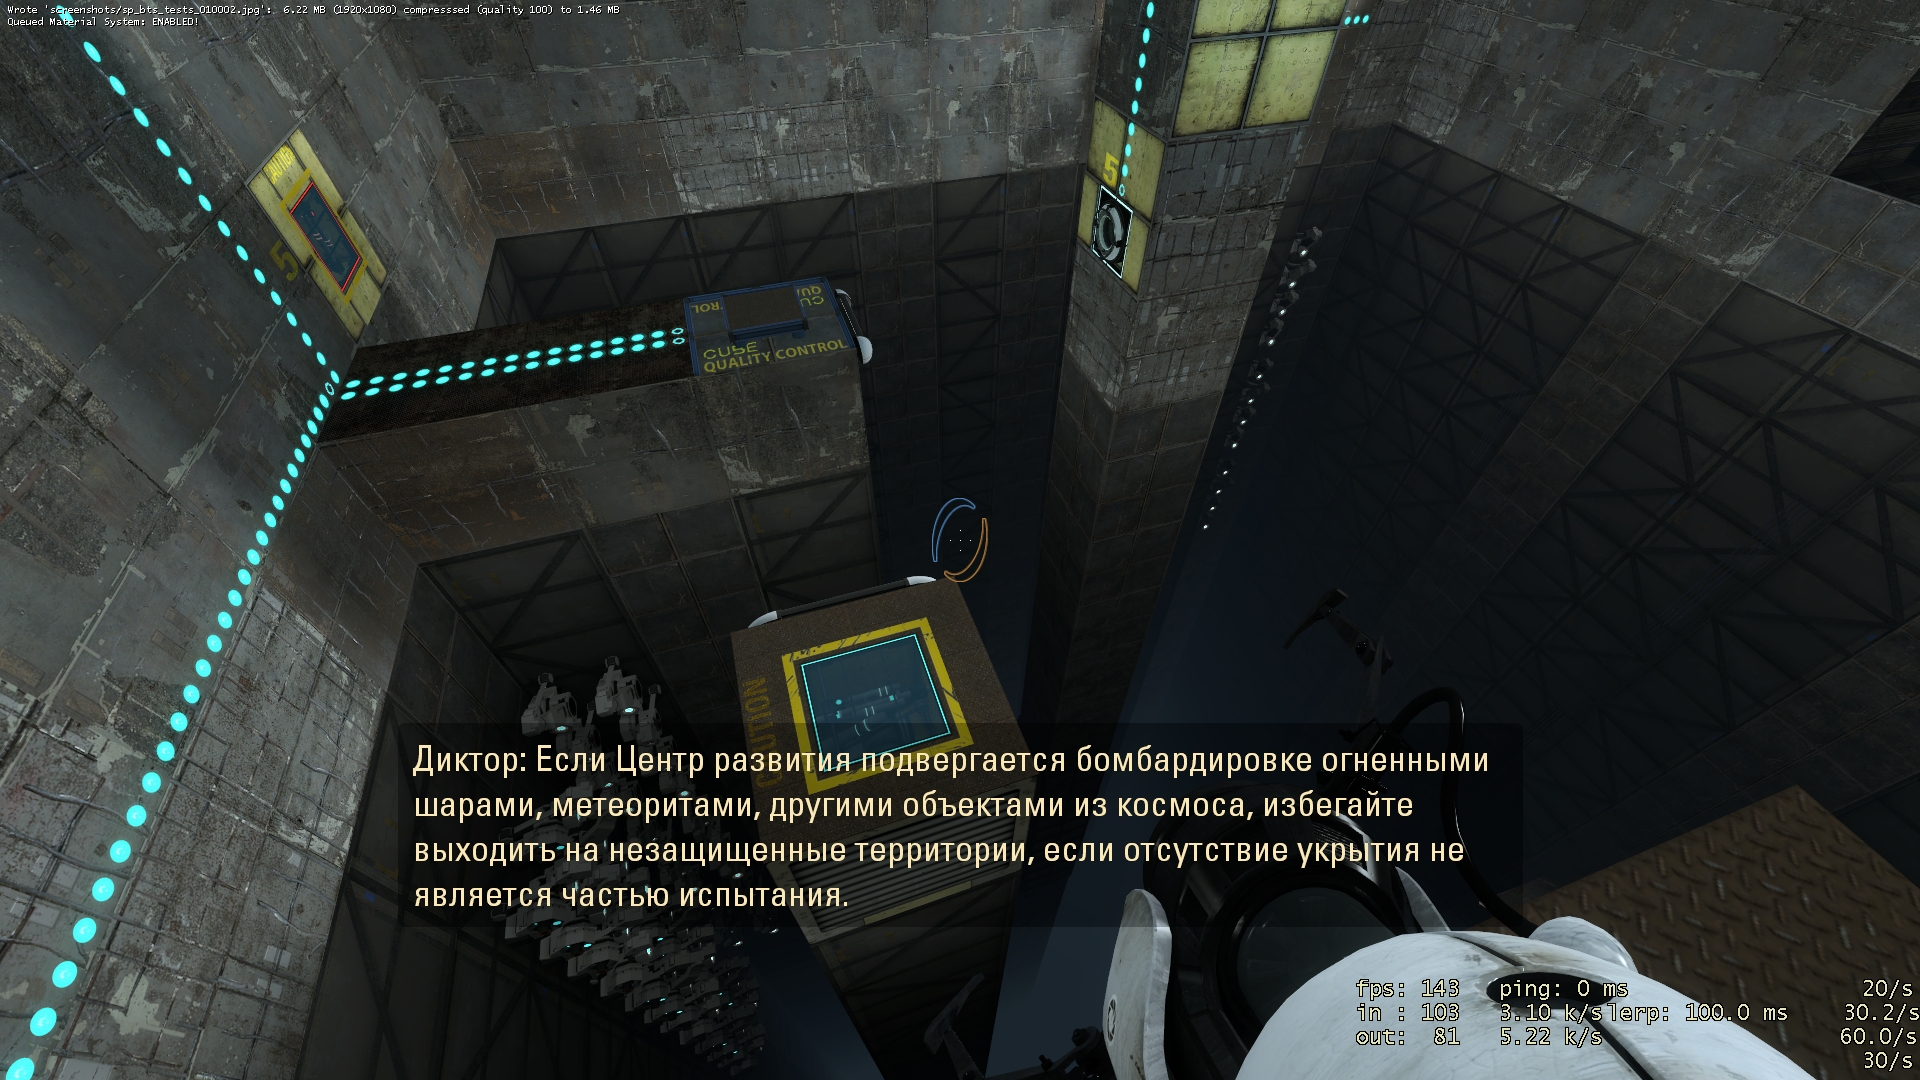 Wrote 'screenshots/sp_bts_tests_010002.jpg': 6.22 MB (1920x1080) compresssed (quality 100) to 1.46 MB
Queued Material System: ENABLED!
5
5
CUBE
QUALITY CONTROL
CAUTION
Диктор: Если Центр развития подвергается бомбардировке огненными
шарами, метеоритами, другими объектами из космоса, избегайте
выходить на незащищенные территории, если отсутствие укрытия не
является частью испытания.
fps: 143 ping: 0 ms 20/s
in : 103 3.10 k/s lerp: 100.0 ms 30.2/s
out: 81 5.22 k/s 60.0/s
30/s